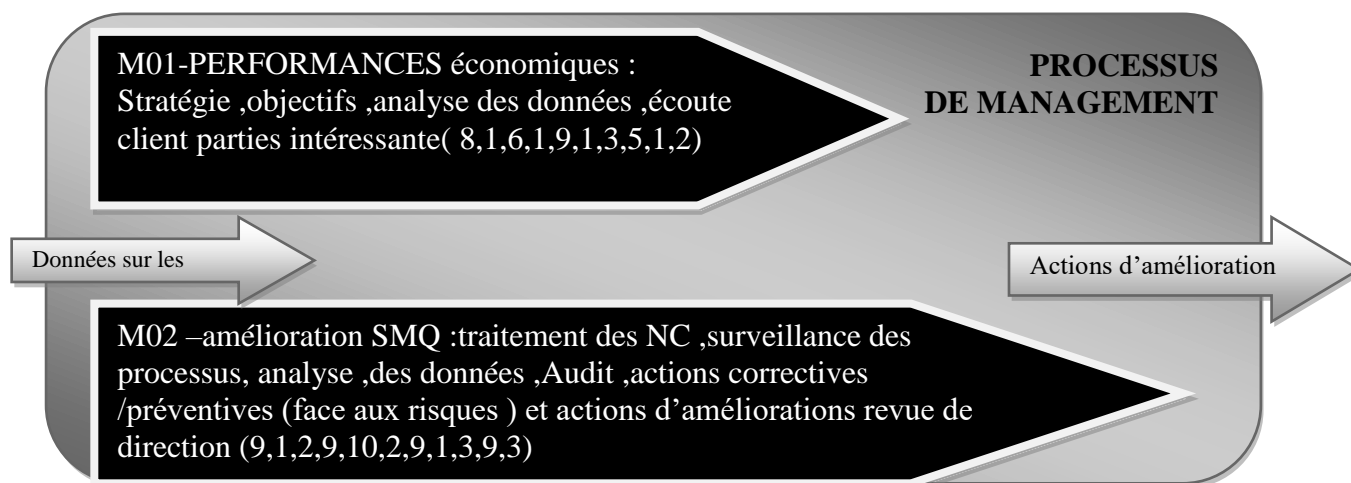 M01-PERFORMANCES économiques :
Stratégie ,objectifs ,analyse des données ,écoute
client parties intéressante( 8,1,6,1,9,1,3,5,1,2)
PROCESSUS
DE MANAGEMENT
Données sur les
Actions d’amélioration
M02 –amélioration SMQ :traitement des NC ,surveillance des
processus, analyse ,des données ,Audit ,actions correctives
/préventives (face aux risques ) et actions d’améliorations revue de
direction (9,1,2,9,10,2,9,1,3,9,3)